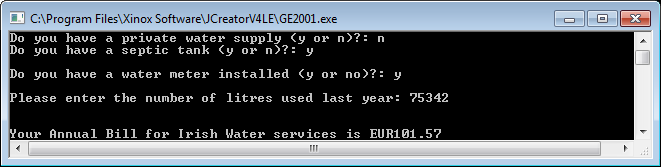 C:\Program Files\Xinox Software\JCreatorV4LE\GE2001.exe
Do you have a private water supply (y or n)?: n
Do you have a septic tank (y or n)?: y
Do you have a water meter installed (y or no)?: y
Please enter the number of litres used last year: 75342
Your Annual Bill for Irish Water services is EUR101.57